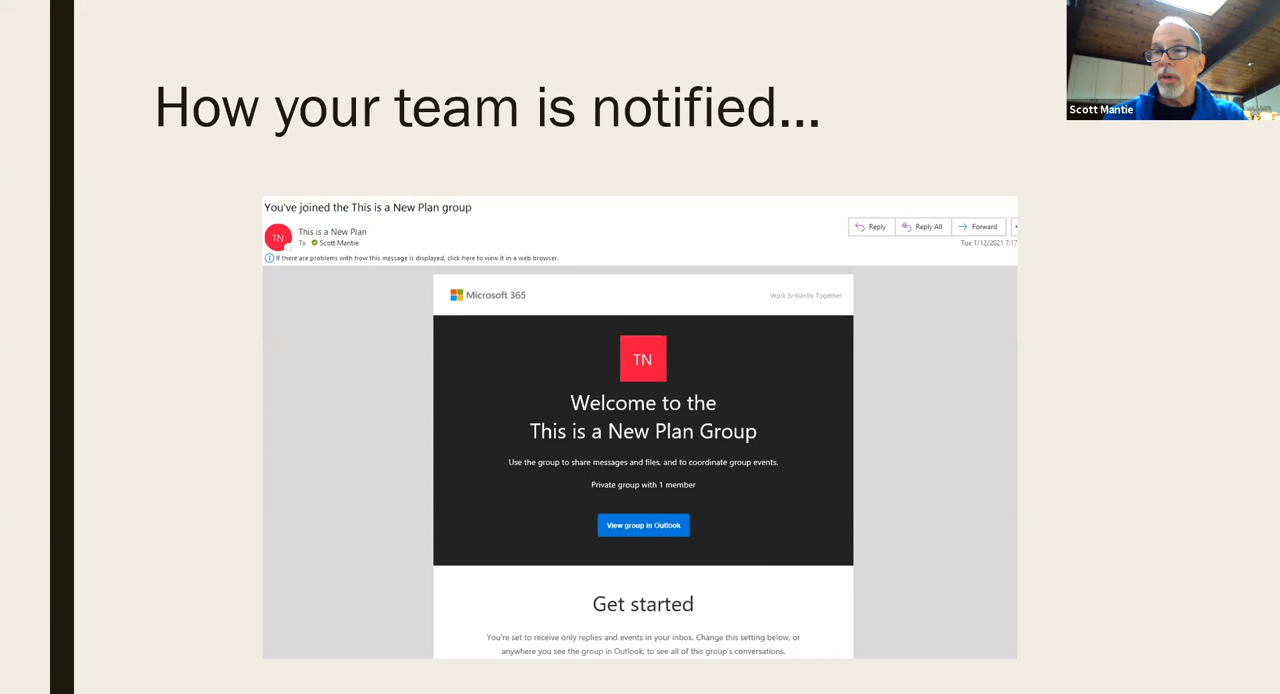 How your team is notified...
Scott Mantie
You've joined the This is a New Plan group
TN
This is a New Plan
To Scott Mantie
Reply
Reply All
Forward
Tue 1/12/2021 7:17
If there are problems with how this message is displayed, click here to view it in a web browser.
Microsoft 365
Work Brilliantly Together
TN
Welcome to the
This is a New Plan Group
Use the group to share messages and files, and to coordinate group events.
Private group with 1 member
View group in Outlook
Get started
You're set to receive only replies and events in your inbox. Change this setting below, or
anywhere you see the group in Outlook, to see all of this group's conversations.